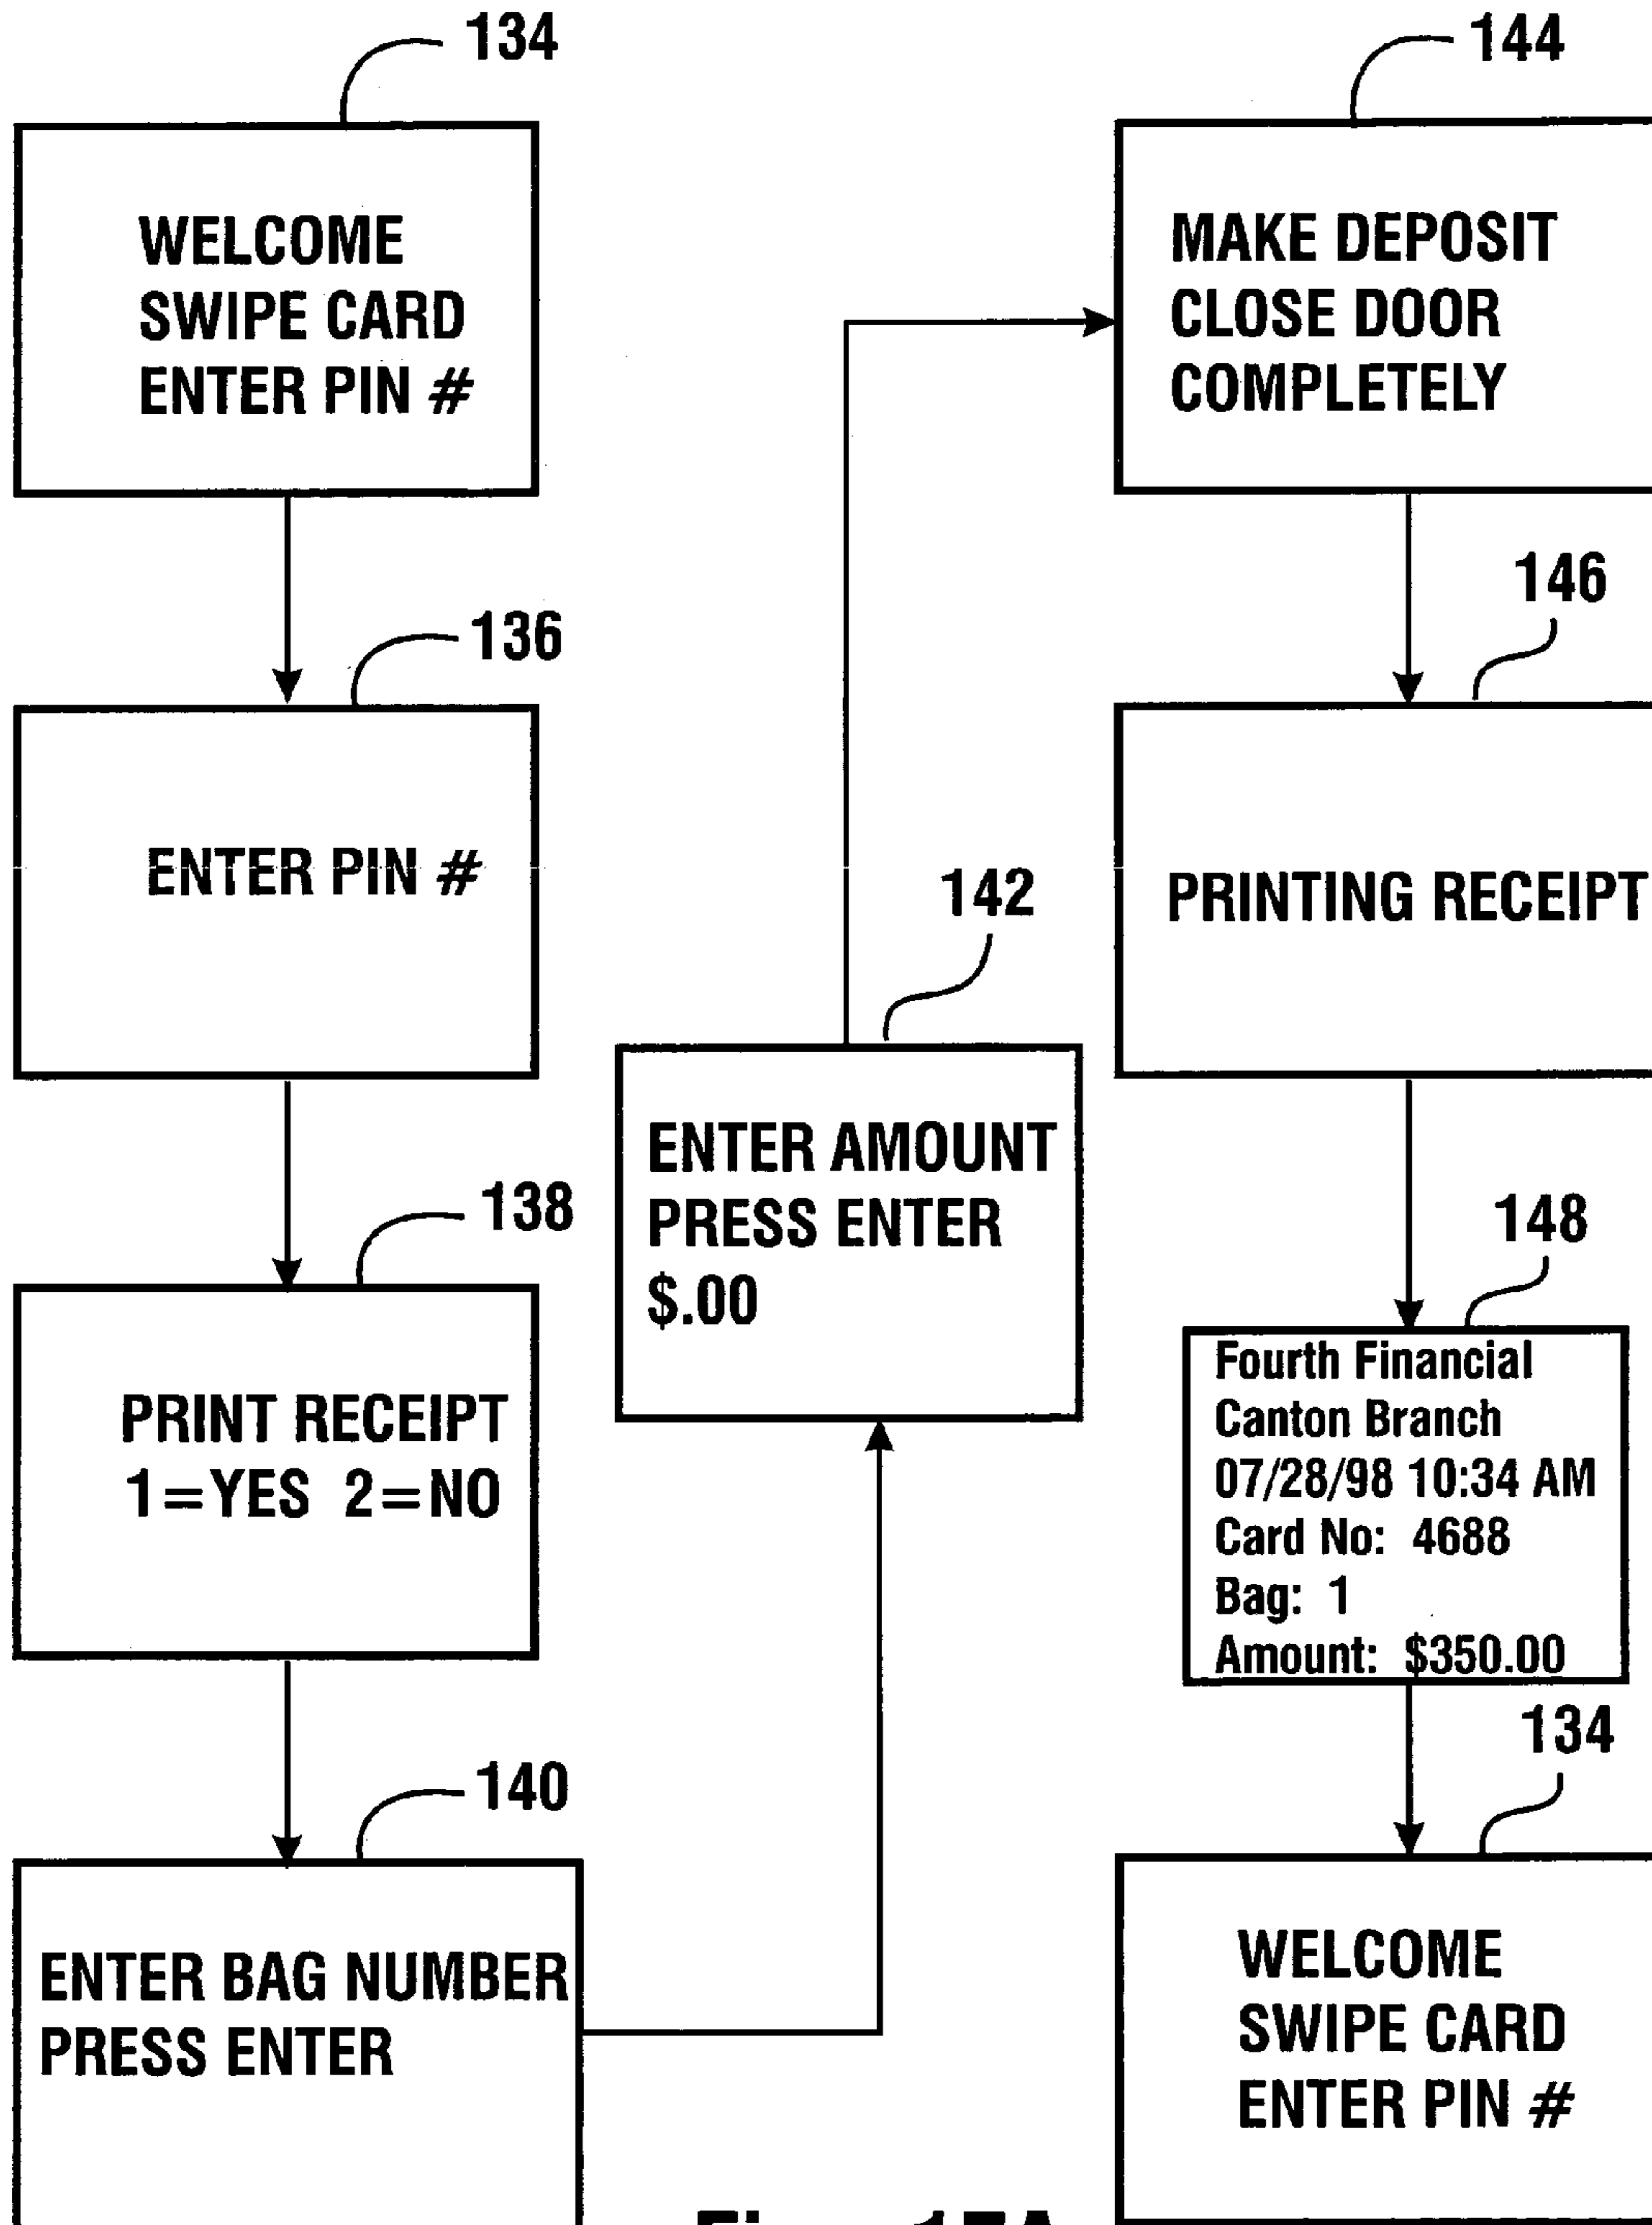 134
WELCOME
SWIPE CARD
ENTER PIN #
136
ENTER PIN #
138
PRINT RECEIPT
1=YES 2=NO
140
ENTER BAG NUMBER
PRESS ENTER
142
ENTER AMOUNT
PRESS ENTER
$.00
144
MAKE DEPOSIT
CLOSE DOOR
COMPLETELY
146
PRINTING RECEIPT
148
Fourth Financial
Canton Branch
07/28/98 10:34 AM
Card No: 4688
Bag: 1
Amount: $350.00
134
WELCOME
SWIPE CARD
ENTER PIN #